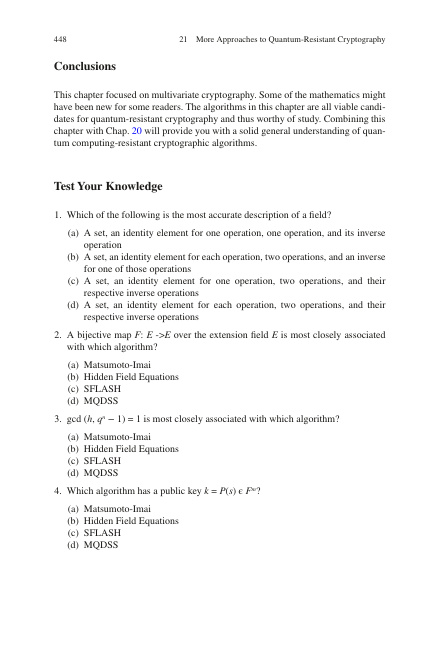 448 21 More Approaches to Quantum-Resistant Cryptography
Conclusions
This chapter focused on multivariate cryptography. Some of the mathematics might
have been new for some readers. The algorithms in this chapter are all viable candi-
dates for quantum-resistant cryptography and thus worthy of study. Combining this
chapter with Chap. 20 will provide you with a solid general understanding of quan-
tum computing-resistant cryptographic algorithms.
Test Your Knowledge
1. Which of the following is the most accurate description of a field?
(a) A set, an identity element for one operation, one operation, and its inverse
operation
(b) A set, an identity element for each operation, two operations, and an inverse
for one of those operations
(c) A set, an identity element for one operation, two operations, and their
respective inverse operations
(d) A set, an identity element for each operation, two operations, and their
respective inverse operations
2. A bijective map F: E ->E over the extension field E is most closely associated
with which algorithm?
(a) Matsumoto-Imai
(b) Hidden Field Equations
(c) SFLASH
(d) MQDSS
3. gcd (h, qⁿ − 1) = 1 is most closely associated with which algorithm?
(a) Matsumoto-Imai
(b) Hidden Field Equations
(c) SFLASH
(d) MQDSS
4. Which algorithm has a public key k = P(s) ϵ Fᵐ?
(a) Matsumoto-Imai
(b) Hidden Field Equations
(c) SFLASH
(d) MQDSS